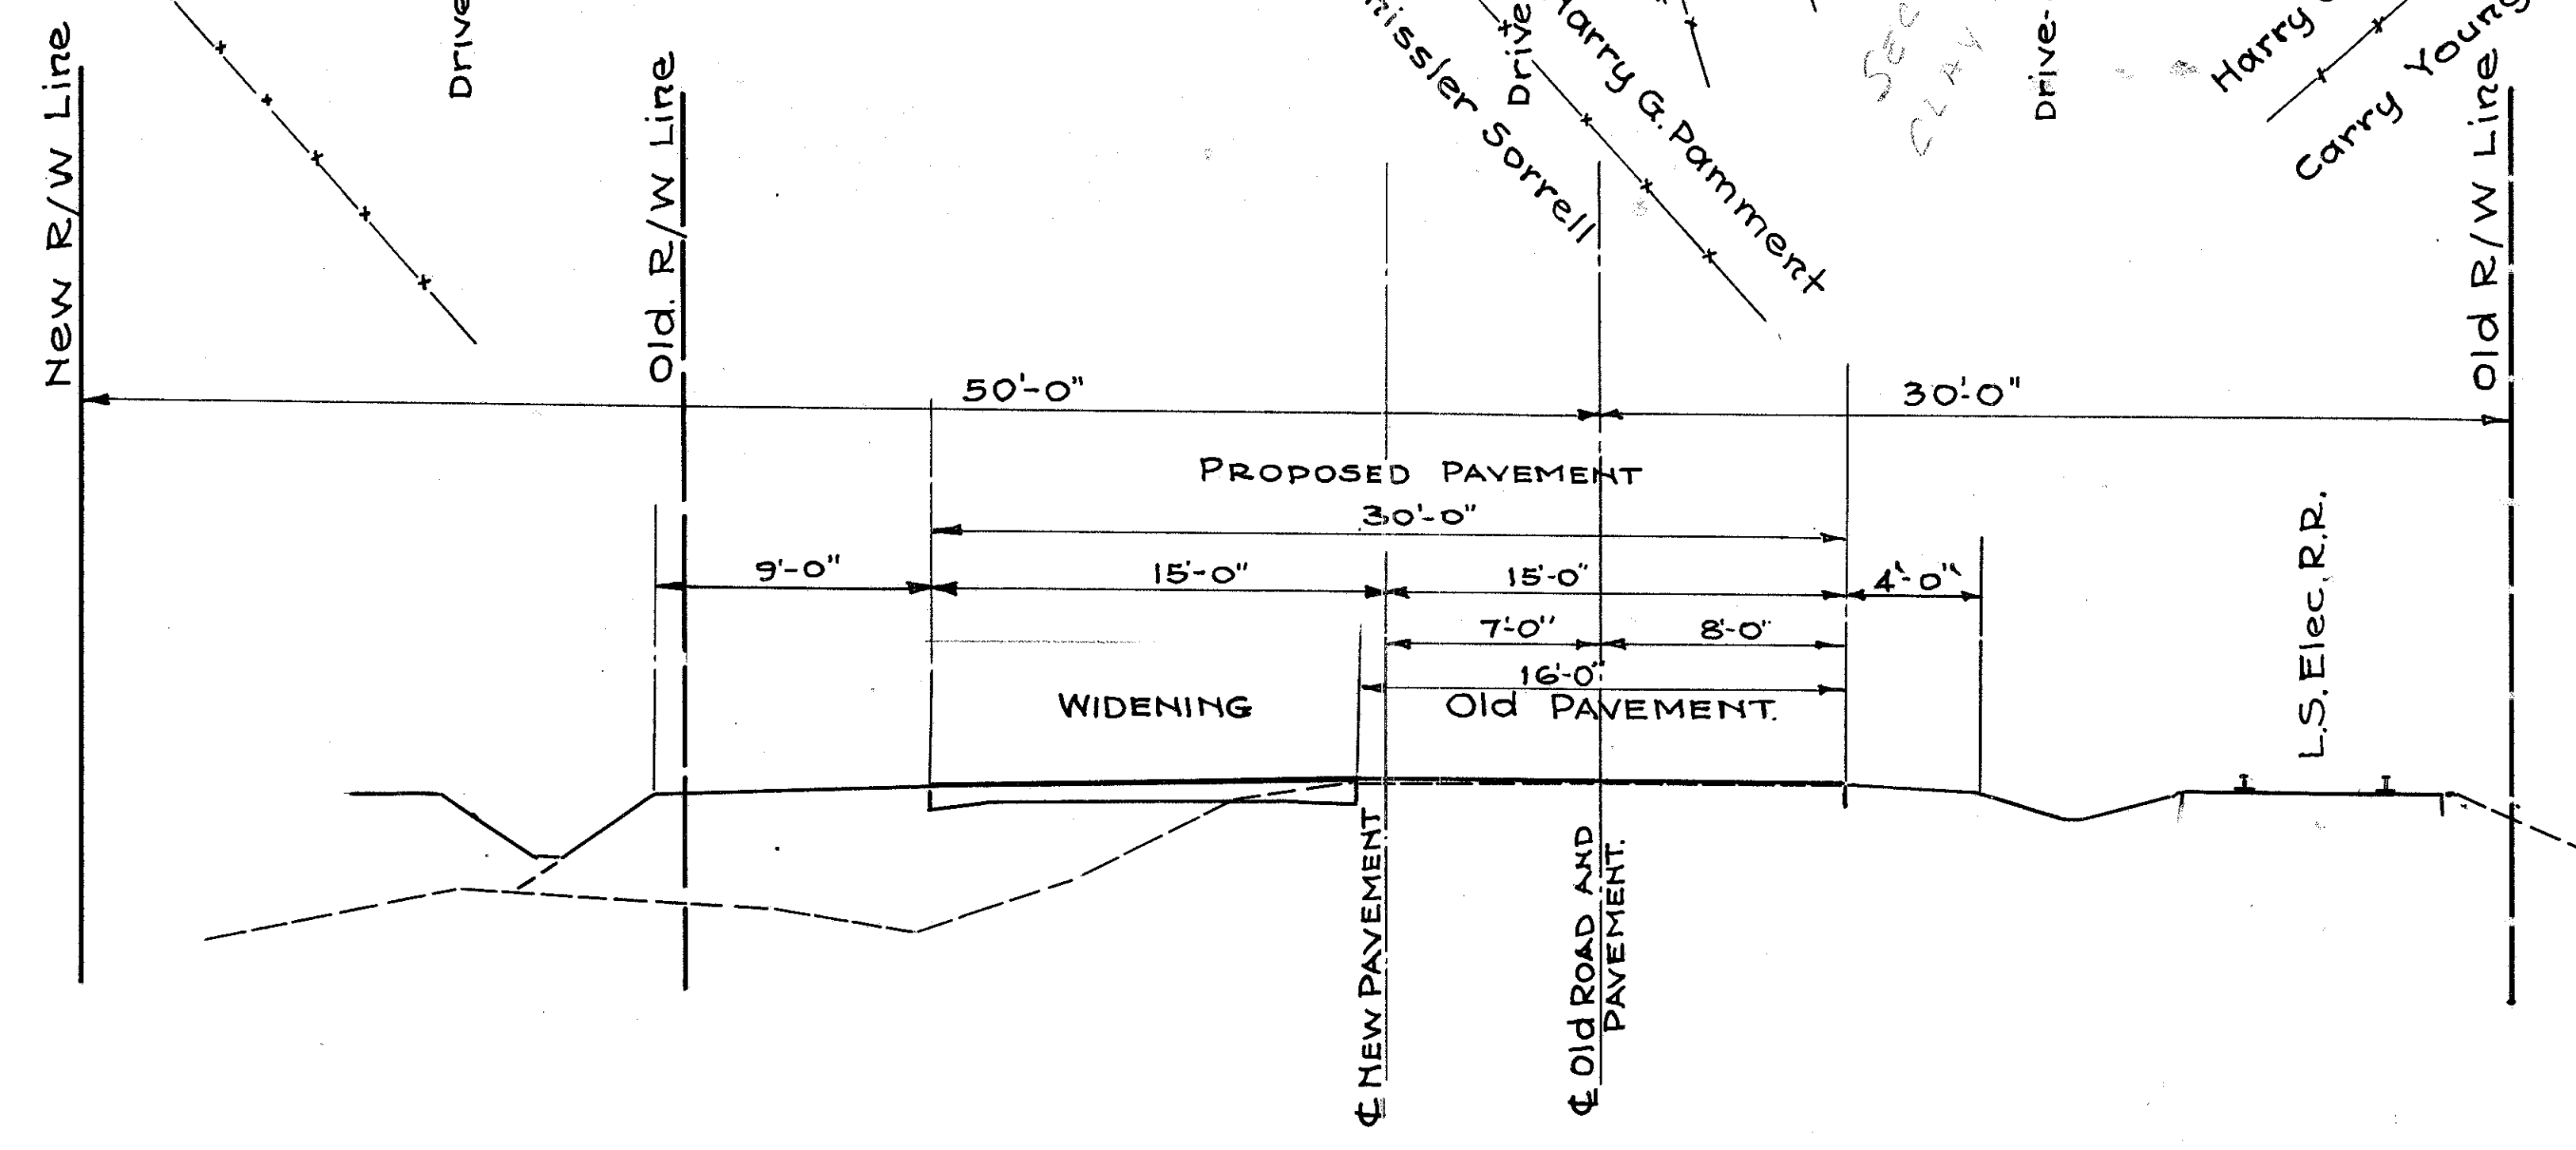 New R/W Line
Drive
Old. R/W Line
Sorrell
Drive
Harry G. Pamment
SEC
CLAY
Drive-
Harry
Carry Young
Old R/W Line
50'-0"
30'-0"
PROPOSED PAVEMENT
30'-0"
9'-0"
15'-0"
15'-0"
4'-0"
7'-0"
8'-0"
16'-0"
WIDENING
Old PAVEMENT.
L.S. Elec. R.R.
℄ NEW PAVEMENT
℄ Old ROAD AND
PAVEMENT.